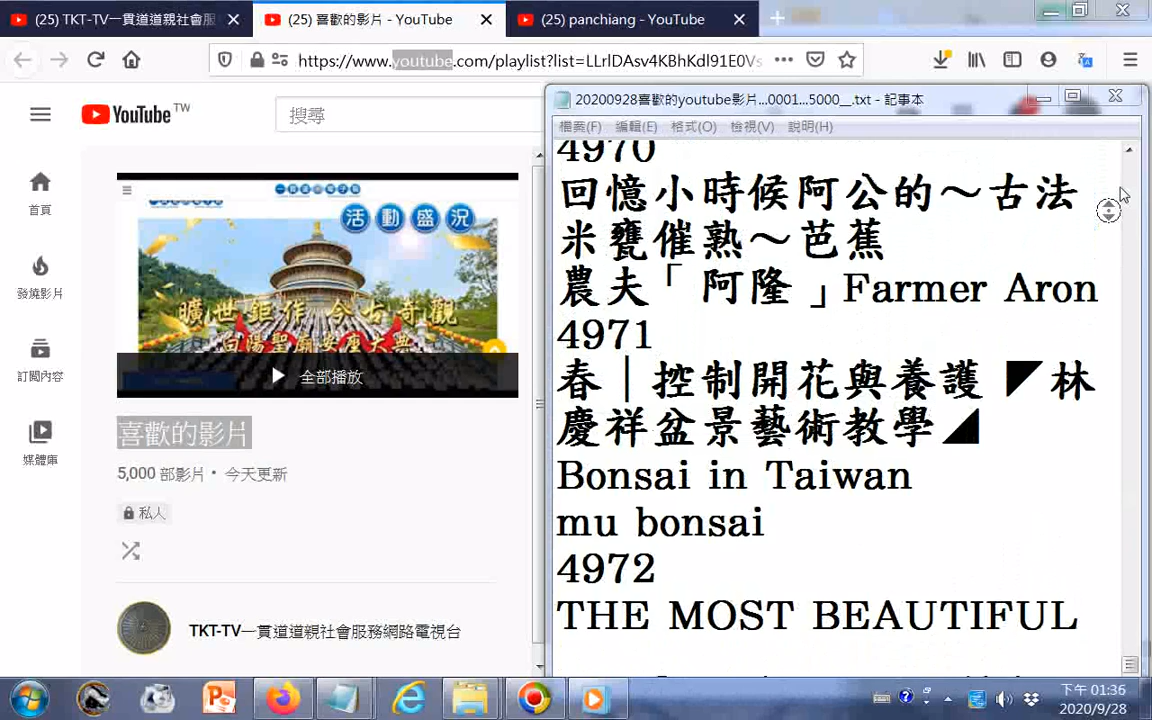 (25) TKT-TV一貫道道親社會服
(25) 喜歡的影片 - YouTube
(25) panchiang - YouTube
https://www.youtube.com/playlist?list=LLrlDAsv4KBhKdl91E0Vs
YouTube TW
搜尋
首頁
發燒影片
訂閱內容
媒體庫
活動盛況
曠世鉅作 今古奇觀
白陽聖廟安座大典
全部播放
喜歡的影片
5,000 部影片 • 今天更新
私人
TKT-TV一貫道道親社會服務網路電視台
20200928喜歡的youtube影片...0001...5000__.txt - 記事本
檔案(F) 編輯(E) 格式(O) 檢視(V) 說明(H)
4970
回憶小時候阿公的～古法
米甕催熟～芭蕉
農夫「阿隆」Farmer Aron
4971
春│控制開花與養護◤林
慶祥盆景藝術教學◢
Bonsai in Taiwan
mu bonsai
4972
THE MOST BEAUTIFUL
下午 01:36
2020/9/28